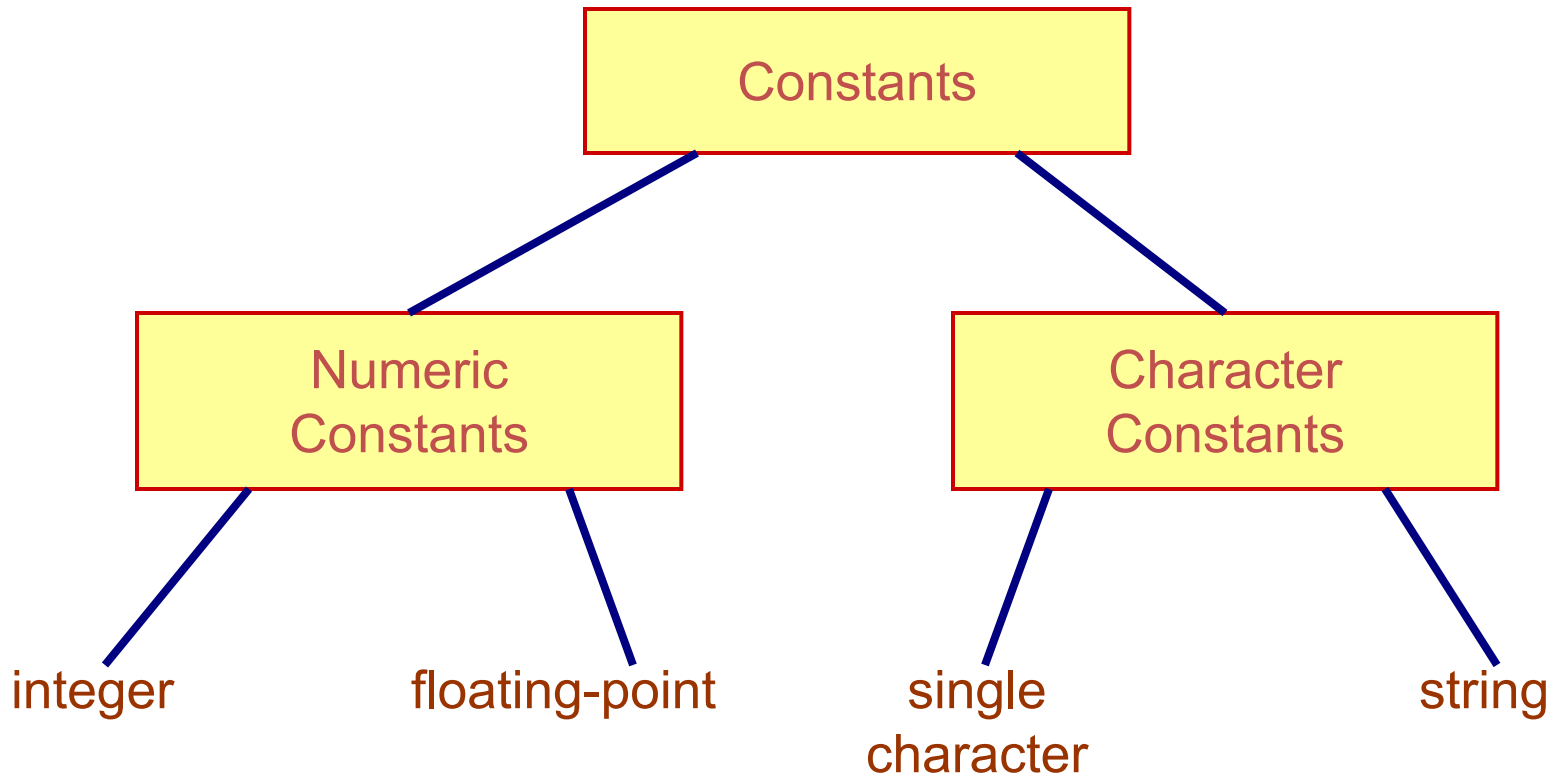 Constants
Numeric
Constants
Character
Constants
integer
floating-point
single
character
string